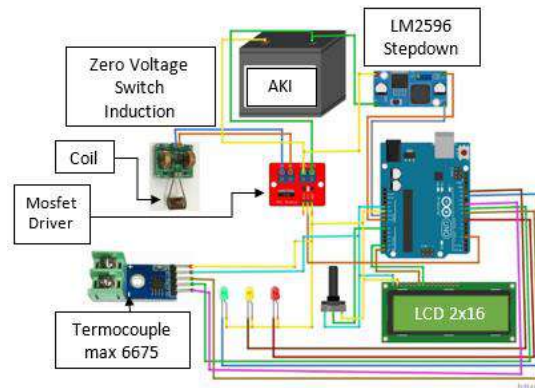 LM2596
Stepdown
Zero Voltage
Switch
Induction
AKI
Coil
Mosfet
Driver
Termocouple
max 6675
LCD 2x16